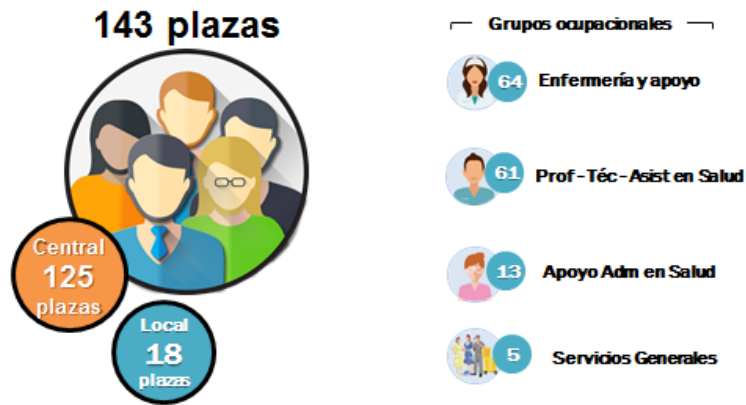 143 plazas
Central
125
plazas
Local
18
plazas
Grupos ocupacionales
64 Enfermería y apoyo
61 Prof - Téc - Asist en Salud
13 Apoyo Adm en Salud
5 Servicios Generales